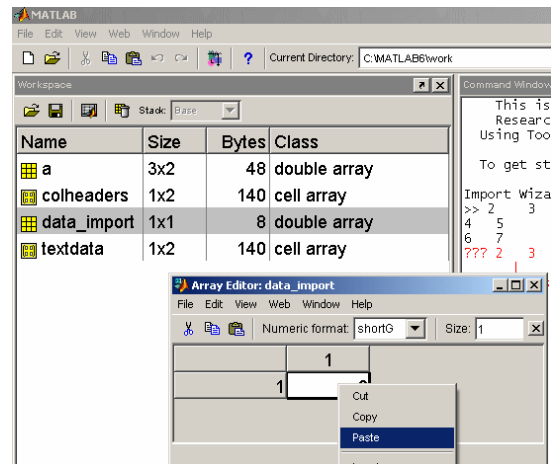 MATLAB
File Edit View Web Window Help
? Current Directory: C:\MATLAB6\work
Workspace
Stack: Base
Name Size Bytes Class
a 3x2 48 double array
colheaders 1x2 140 cell array
data_import 1x1 8 double array
textdata 1x2 140 cell array
Command Window
This is
Researc
Using Too
To get st
Import Wiza
>> 2 3
4 5
6 7
??? 2 3
|
Array Editor: data_import
File Edit View Web Window Help
Numeric format: shortG Size: 1
1
1
Cut
Copy
Paste